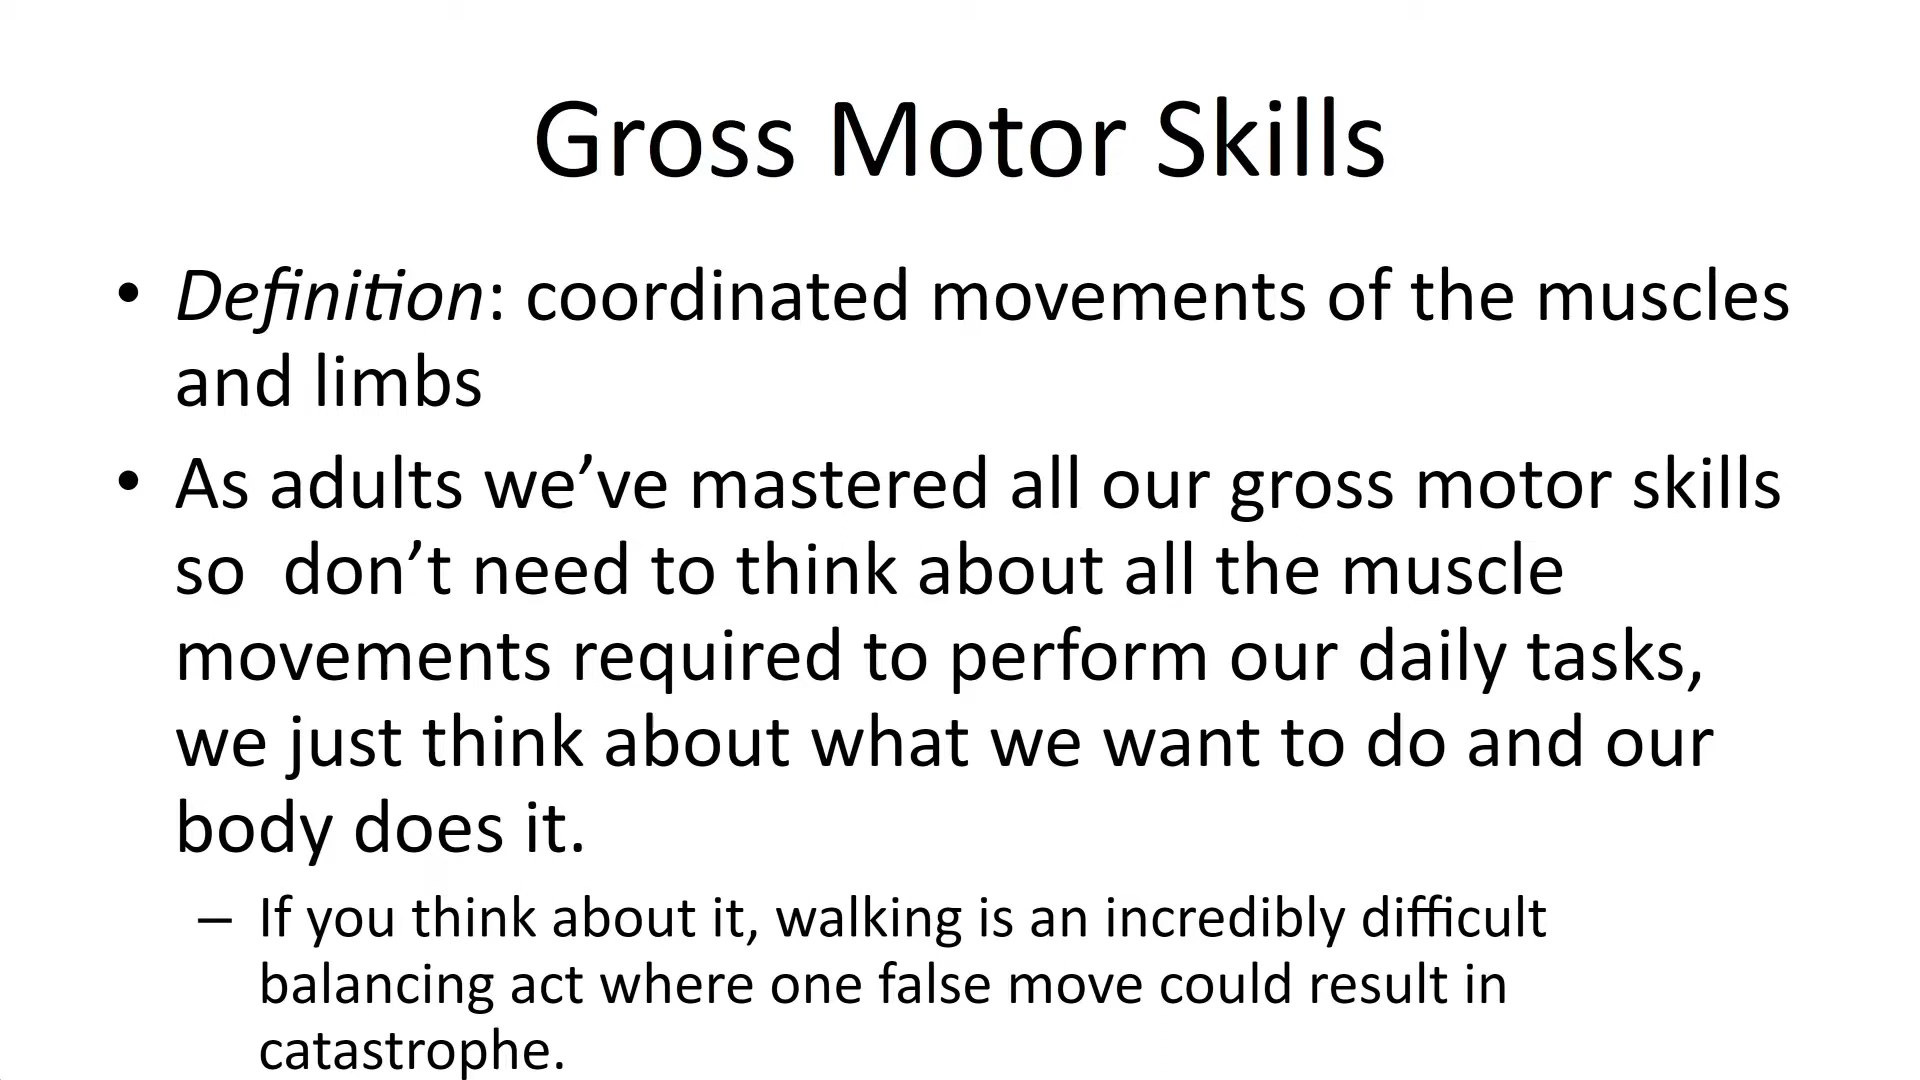 Gross Motor Skills
• Definition: coordinated movements of the muscles
and limbs
• As adults we’ve mastered all our gross motor skills
so  don’t need to think about all the muscle
movements required to perform our daily tasks,
we just think about what we want to do and our
body does it.
– If you think about it, walking is an incredibly difficult
balancing act where one false move could result in
catastrophe.